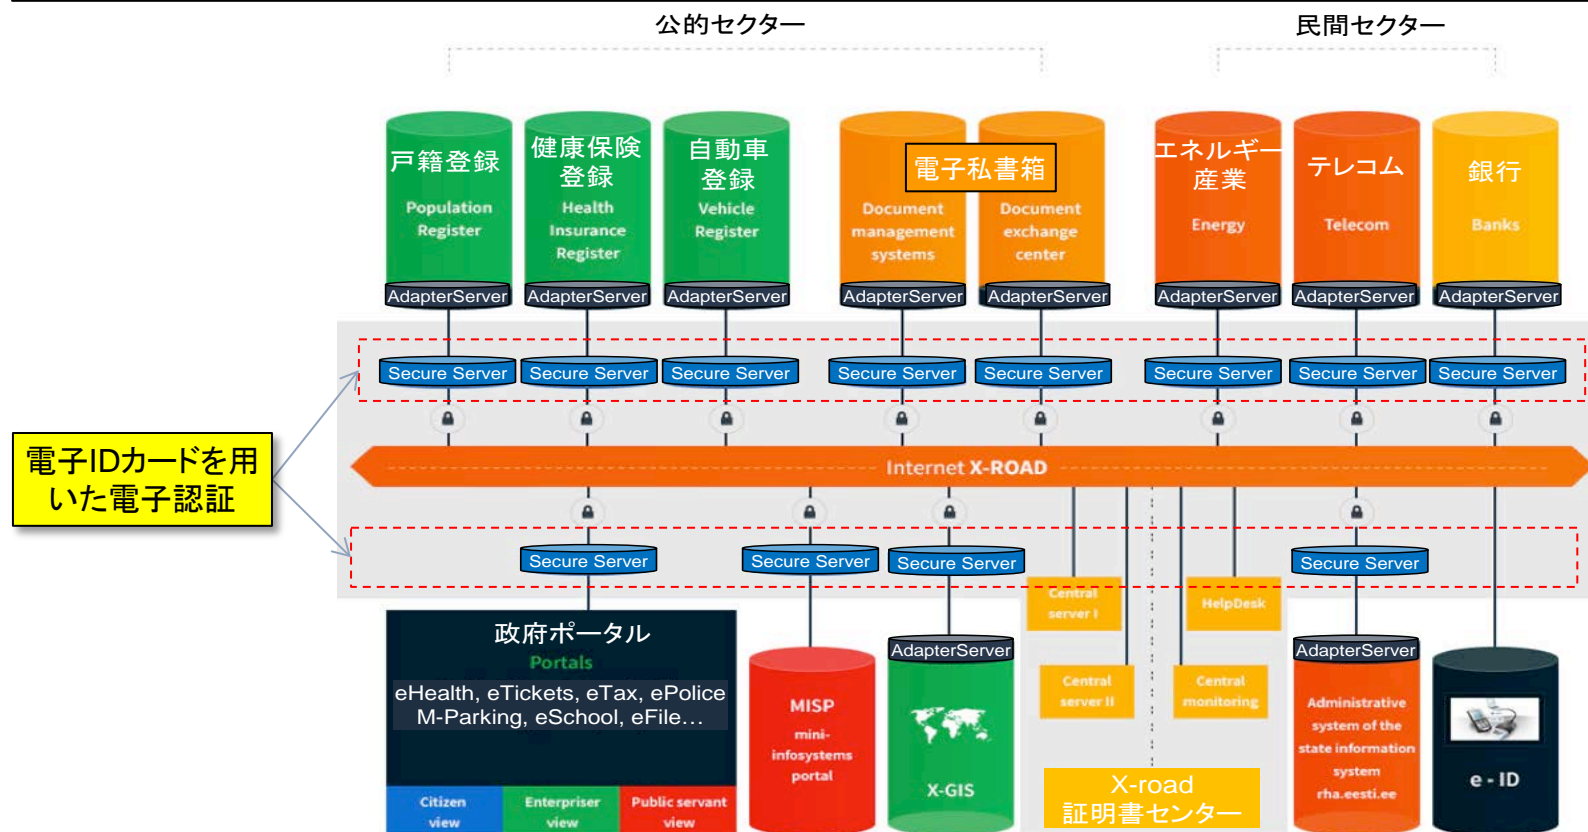 公的セクター
民間セクター
戸籍登録
Population
Register
健康保険
登録
Health
Insurance
Register
自動車
登録
Vehicle
Register
電子私書箱
Document
management
systems
Document
exchange
center
エネルギー
産業
Energy
テレコム
Telecom
銀行
Banks
AdapterServer
AdapterServer
AdapterServer
AdapterServer
AdapterServer
AdapterServer
AdapterServer
AdapterServer
Secure Server
Secure Server
Secure Server
Secure Server
Secure Server
Secure Server
Secure Server
Secure Server
電子IDカードを用
いた電子認証
Internet X-ROAD
Secure Server
Secure Server
Secure Server
Secure Server
政府ポータル
Portals
eHealth, eTickets, eTax, ePolice
M-Parking, eSchool, eFile...
Citizen
view
Enterpriser
view
Public servant
view
MISP
mini-
infosystems
portal
AdapterServer
X-GIS
Central
server I
Central
server II
HelpDesk
Central
monitoring
X-road
証明書センター
AdapterServer
Administrative
system of the
state information
system
rha.eesti.ee
e - ID